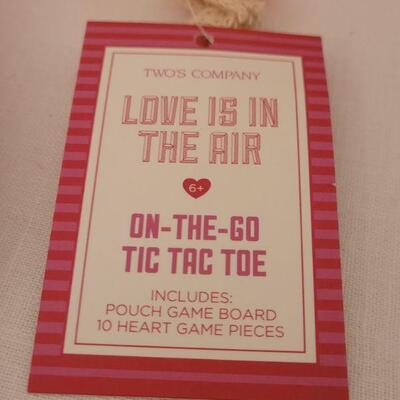 TWO'S COMPANY
LOVE IS IN
THE AIR
6+
ON-THE-GO
TIC TAC TOE
INCLUDES:
POUCH GAME BOARD
10 HEART GAME PIECES